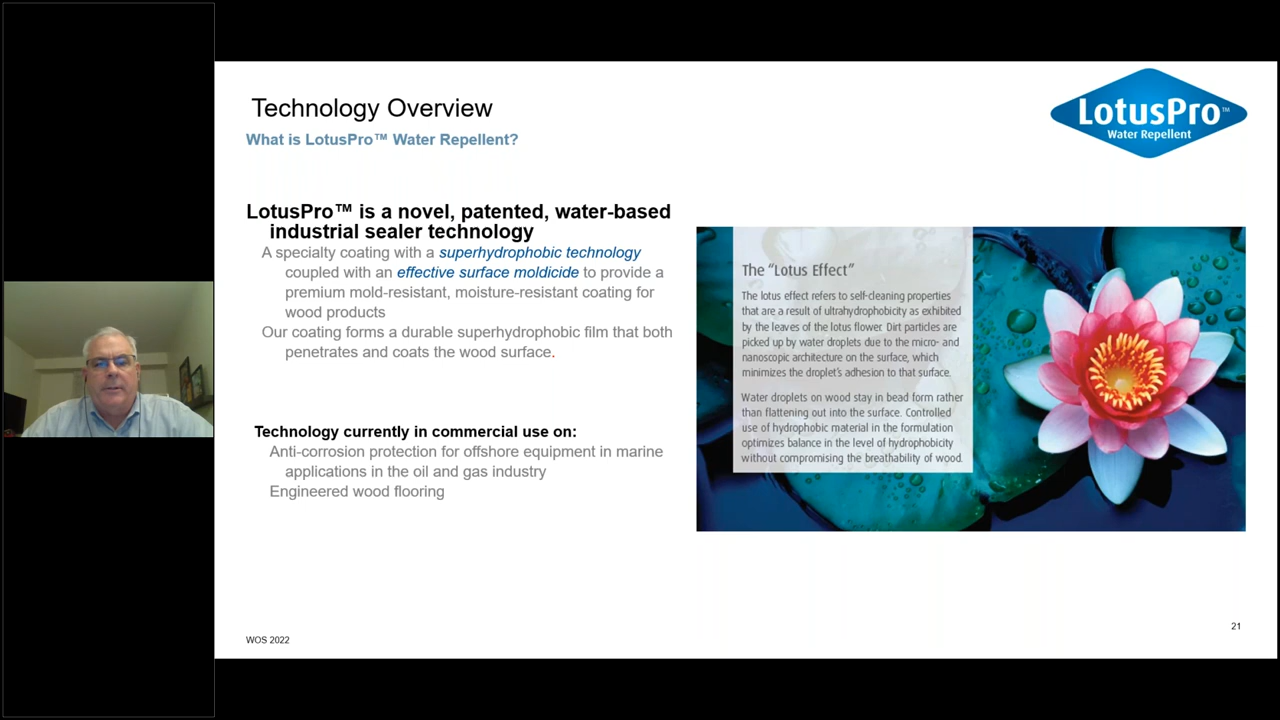 Technology Overview
What is LotusPro™ Water Repellent?
LotusPro™
Water Repellent
LotusPro™ is a novel, patented, water-based
industrial sealer technology
A specialty coating with a superhydrophobic technology
coupled with an effective surface moldicide to provide a
premium mold-resistant, moisture-resistant coating for
wood products
Our coating forms a durable superhydrophobic film that both
penetrates and coats the wood surface.
Technology currently in commercial use on:
Anti-corrosion protection for offshore equipment in marine
applications in the oil and gas industry
Engineered wood flooring
The “Lotus Effect”
The lotus effect refers to self-cleaning properties
that are a result of ultrahydrophobicity as exhibited
by the leaves of the lotus flower. Dirt particles are
picked up by water droplets due to the micro- and
nanoscopic architecture on the surface, which
minimizes the droplet's adhesion to that surface.
Water droplets on wood stay in bead form rather
than flattening out into the surface. Controlled
use of hydrophobic material in the formulation
optimizes balance in the level of hydrophobicity
without compromising the breathability of wood.
21
WOS 2022